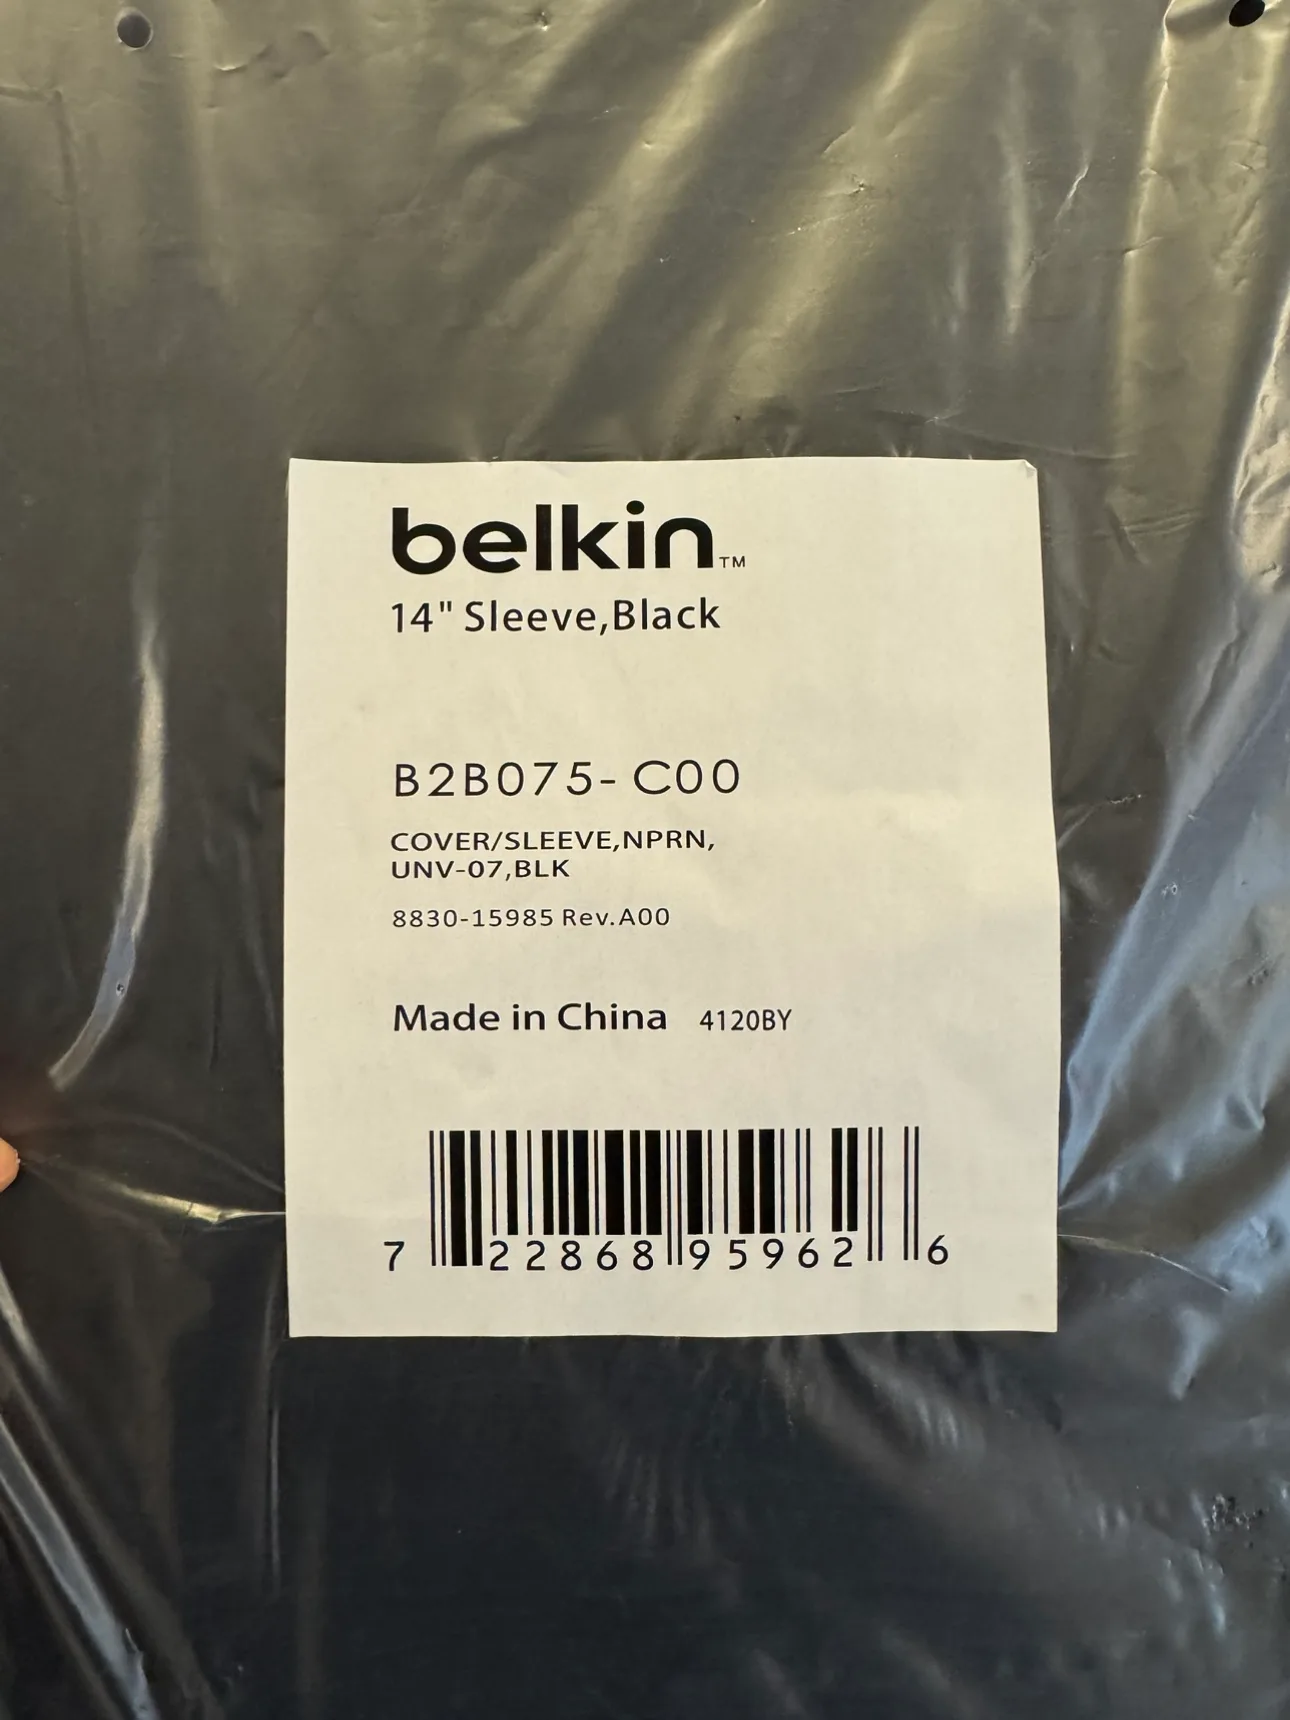 belkin™
14" Sleeve,Black
B2B075- C00
COVER/SLEEVE,NPRN,
UNV-07,BLK
8830-15985 Rev.A00
Made in China 4120BY
7 22868 95962 6